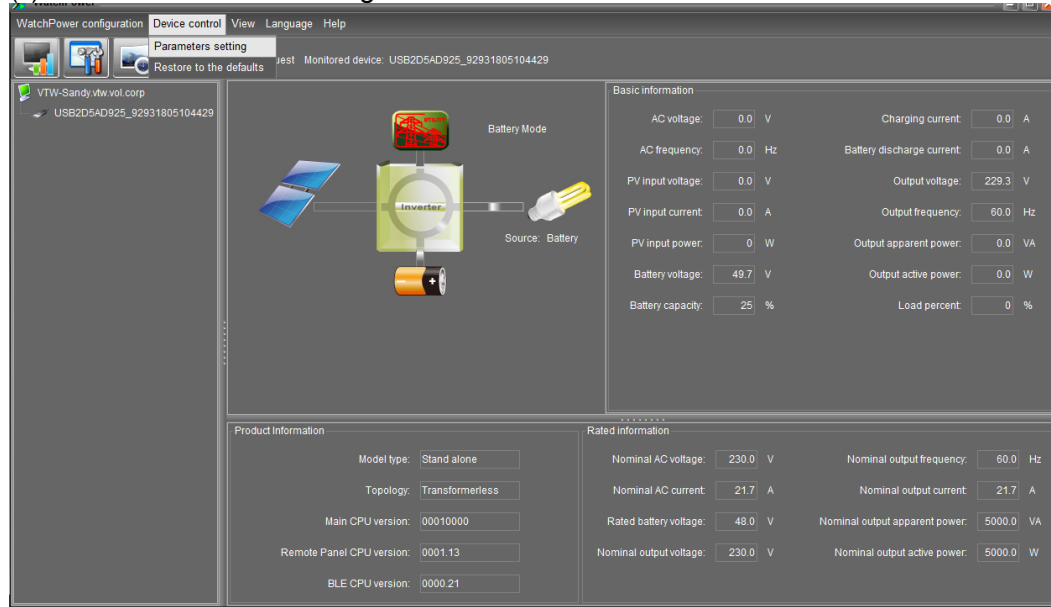 WatchPower
WatchPower configuration Device control View Language Help
Parameters setting
Restore to the defaults
uest Monitored device: USB2D5AD925_92931805104429
VTW-Sandy.vtw.vol.corp
USB2D5AD925_92931805104429
Battery Mode
Inverter
Source: Battery
Basic information
AC voltage: 0.0 V Charging current: 0.0 A
AC frequency: 0.0 Hz Battery discharge current: 0.0 A
PV input voltage: 0.0 V Output voltage: 229.3 V
PV input current: 0.0 A Output frequency: 60.0 Hz
PV input power: 0 W Output apparent power: 0.0 VA
Battery voltage: 49.7 V Output active power: 0.0 W
Battery capacity: 25 % Load percent: 0 %
Product Information
Model type: Stand alone
Topology: Transformerless
Main CPU version: 00010000
Remote Panel CPU version: 0001.13
BLE CPU version: 0000.21
Rated information
Nominal AC voltage: 230.0 V Nominal output frequency: 60.0 Hz
Nominal AC current: 21.7 A Nominal output current: 21.7 A
Rated battery voltage: 48.0 V Nominal output apparent power: 5000.0 VA
Nominal output voltage: 230.0 V Nominal output active power: 5000.0 W